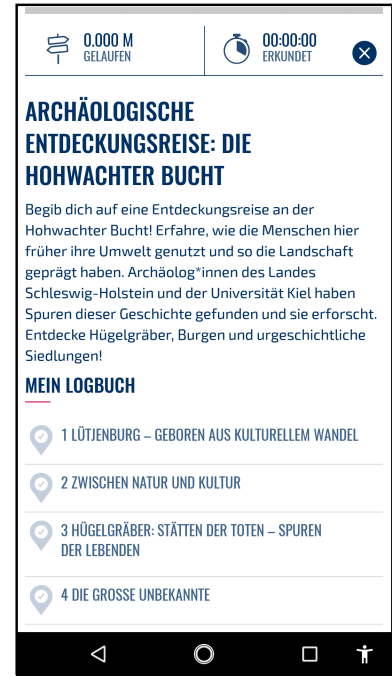 0.000 M
GELAUFEN
00:00:00
ERKUNDET
ARCHÄOLOGISCHE
ENTDECKUNGSREISE: DIE
HOHWACHTER BUCHT
Begib dich auf eine Entdeckungsreise an der
Hohwachter Bucht! Erfahre, wie die Menschen hier
früher ihre Umwelt genutzt und so die Landschaft
geprägt haben. Archäolog*innen des Landes
Schleswig-Holstein und der Universität Kiel haben
Spuren dieser Geschichte gefunden und sie erforscht.
Entdecke Hügelgräber, Burgen und urgeschichtliche
Siedlungen!
MEIN LOGBUCH
1 LÜTJENBURG – GEBOREN AUS KULTURELLEM WANDEL
2 ZWISCHEN NATUR UND KULTUR
3 HÜGELGRÄBER: STÄTTEN DER TOTEN – SPUREN
DER LEBENDEN
4 DIE GROSSE UNBEKANNTE